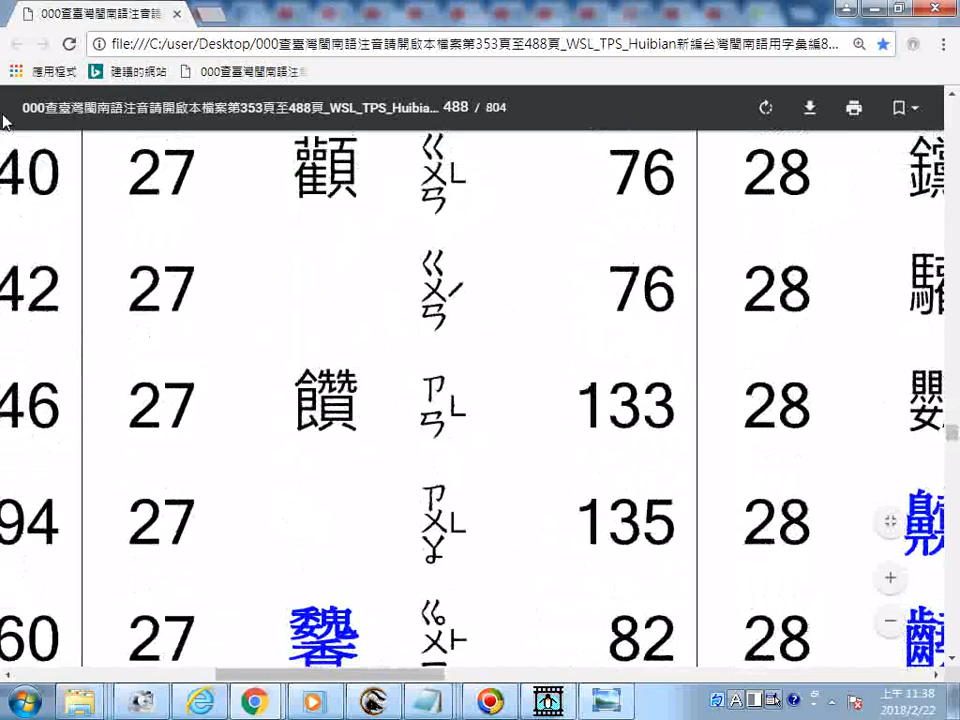 000查臺灣閩南語注音請
file:///C:/user/Desktop/000查臺灣閩南語注音請開啟本檔案第353頁至488頁_WSL_TPS_Huibian新編台灣閩南語用字彙編8...
應用程式 建議的網站 000查臺灣閩南語注音
000查臺灣閩南語注音請開啟本檔案第353頁至488頁_WSL_TPS_Huibia... 488 / 804
40 27 顴 ㄍㄨㄢㄴ 76 28 鑶
42 27 ㄍㄨㄢˊ 76 28 驩
46 27 饡 ㄗㄢㄴ 133 28
94 27 ㄗㄨㄚㄴ 135 28
60 27 ㄍㄨ 82 28
上午 11:38
2018/2/22